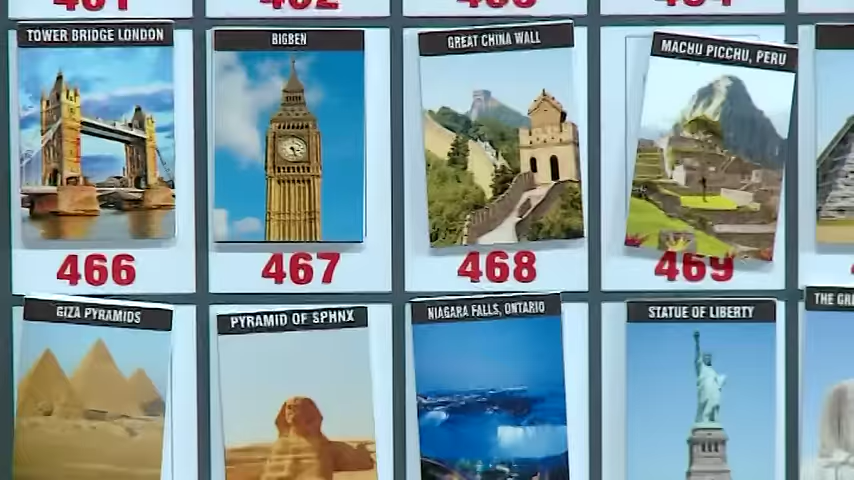 TOWER BRIDGE LONDON
BIGBEN
GREAT CHINA WALL
MACHU PICCHU, PERU
466
467
468
469
GIZA PYRAMIDS
PYRAMID OF SPHNX
NIAGARA FALLS, ONTARIO
STATUE OF LIBERTY
THE